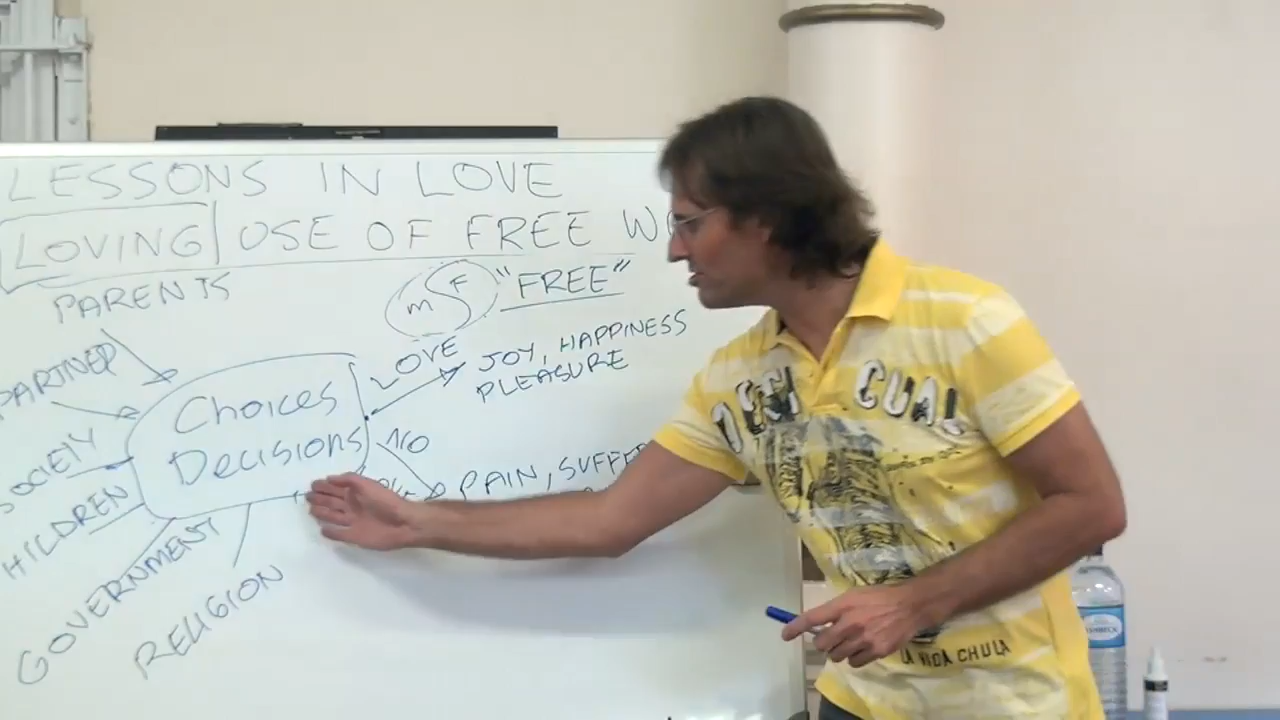 LESSONS IN LOVE
LOVING USE OF FREE W
PARENTS
m F "FREE"
PARTNER
LOVE
JOY, HAPPINESS
PLEASURE
Choices
Decisions
SOCIETY
NO
PAIN, SUFFE
HILDREN
GOVERNMENT
RELIGION
CUAL
LA VIDA CHULA